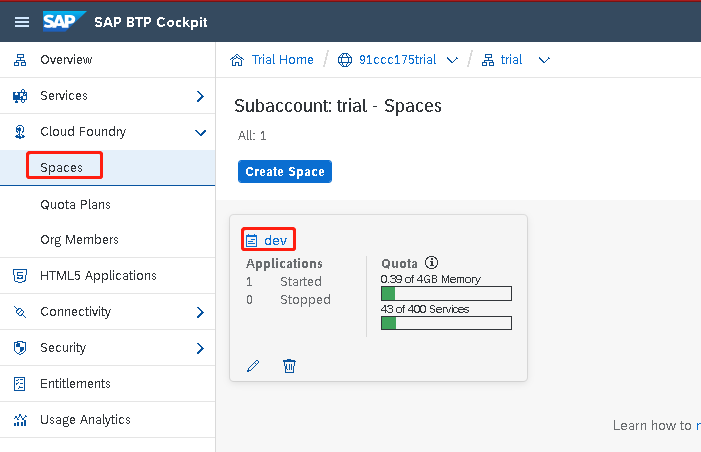 SAP SAP BTP Cockpit
Overview
Services
Cloud Foundry
Spaces
Quota Plans
Org Members
HTML5 Applications
Connectivity
Security
Entitlements
Usage Analytics
Trial Home / 91ccc175trial / trial
Subaccount: trial - Spaces
All: 1
Create Space
dev
Applications
1 Started
0 Stopped
Quota
0.39 of 4GB Memory
43 of 400 Services
Learn how to